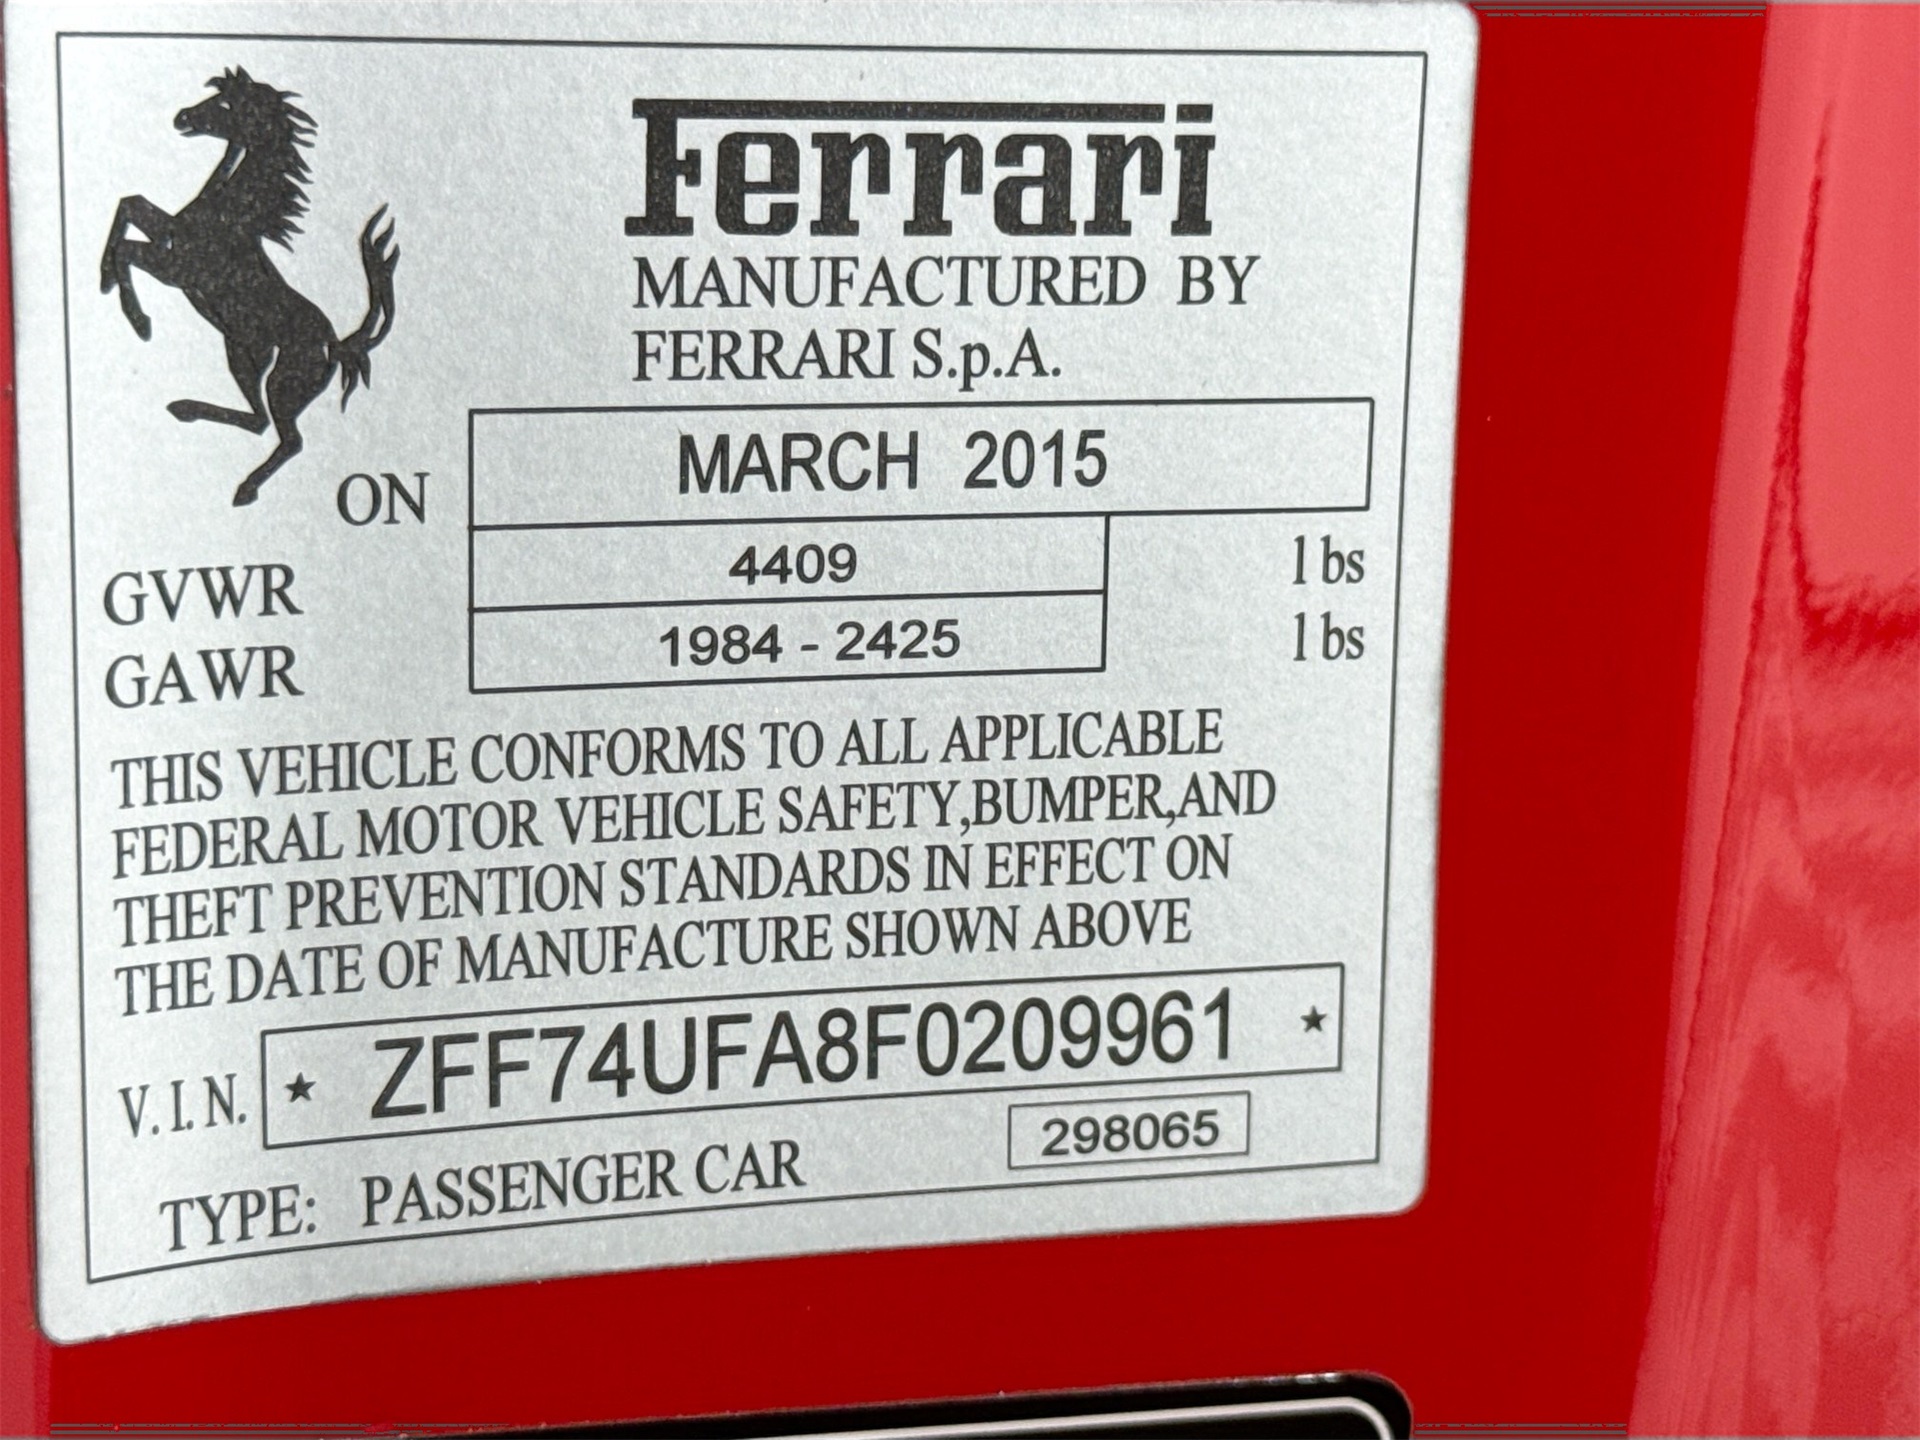 Ferrari
MANUFACTURED BY
FERRARI S.p.A.
ON MARCH 2015
GVWR 4409 lbs
GAWR 1984 - 2425 lbs
THIS VEHICLE CONFORMS TO ALL APPLICABLE
FEDERAL MOTOR VEHICLE SAFETY,BUMPER,AND
THEFT PREVENTION STANDARDS IN EFFECT ON
THE DATE OF MANUFACTURE SHOWN ABOVE
V.I.N. ★ ZFF74UFA8F0209961 ★
298065
TYPE: PASSENGER CAR